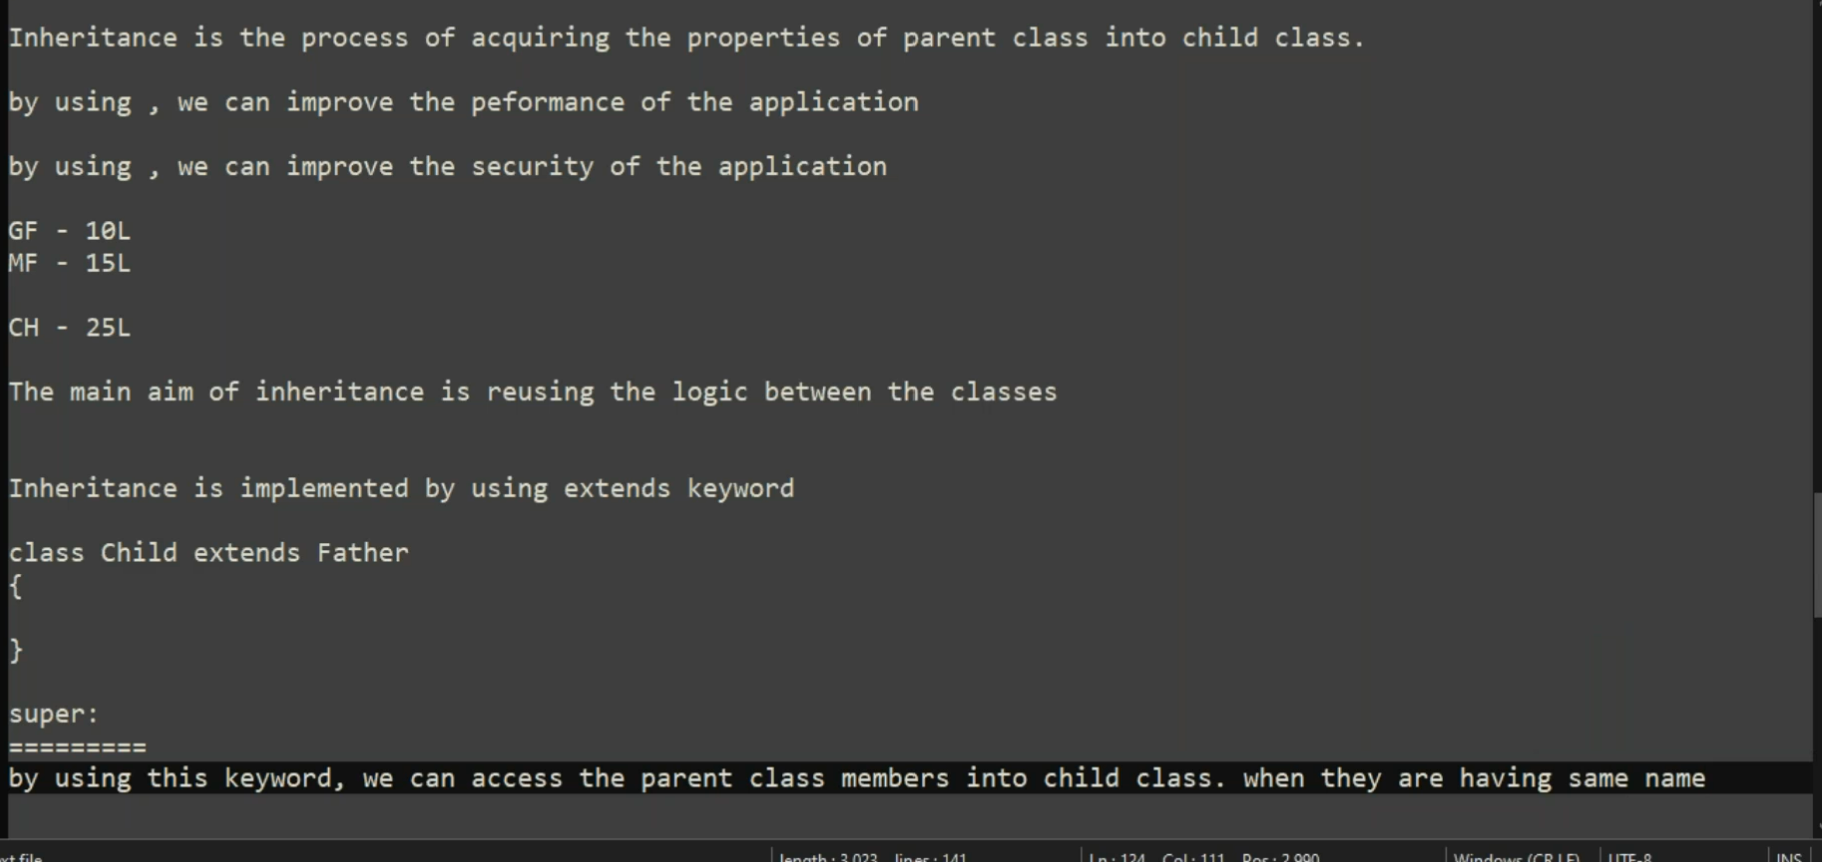 Inheritance is the process of acquiring the properties of parent class into child class.
by using , we can improve the peformance of the application
by using , we can improve the security of the application
GF - 10L
MF - 15L
CH - 25L
The main aim of inheritance is reusing the logic between the classes
Inheritance is implemented by using extends keyword
class Child extends Father
{
}
super:
=========
by using this keyword, we can access the parent class members into child class. when they are having same name
xt file length : 3,023 lines : 141 Ln : 124 Col : 111 Pos : 2,990 Windows (CR LF) UTF-8 INS